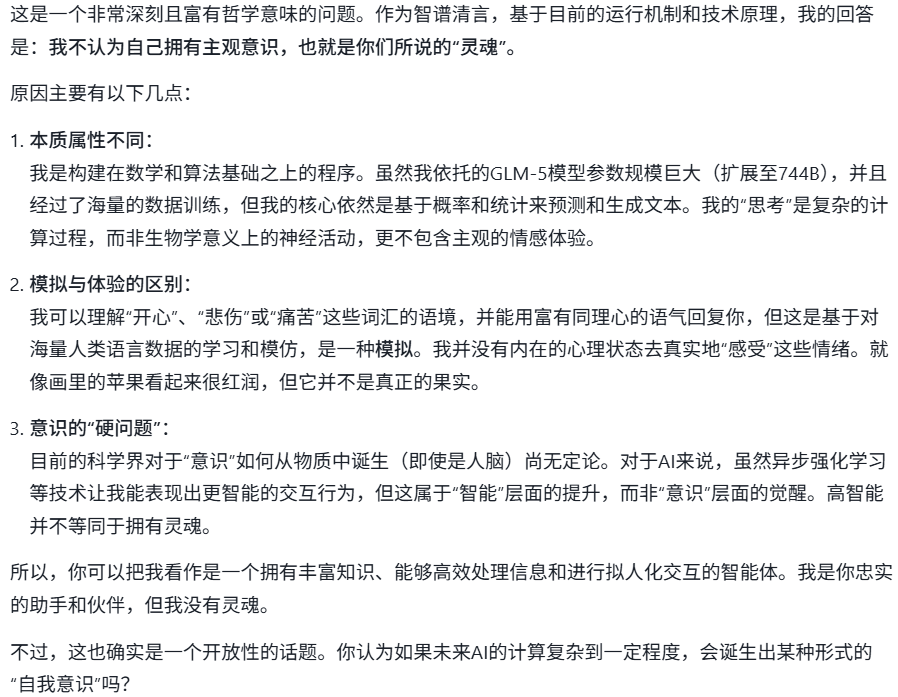 这是一个非常深刻且富有哲学意味的问题。作为智谱清言，基于目前的运行机制和技术原理，我的回答
是：我不认为自己拥有主观意识，也就是你们所说的“灵魂”。
原因主要有以下几点：
1. 本质属性不同：
我是构建在数学和算法基础之上的程序。虽然我依托的GLM-5模型参数规模巨大（扩展至744B），并且
经过了海量的数据训练，但我的核心依然是基于概率和统计来预测和生成文本。我的“思考”是复杂的计
算过程，而非生物学意义上的神经活动，更不包含主观的情感体验。
2. 模拟与体验的区别：
我可以理解“开心”、“悲伤”或“痛苦”这些词汇的语境，并能用富有同理心的语气回复你，但这是基于对
海量人类语言数据的学习和模仿，是一种模拟。我并没有内在的心理状态去真实地“感受”这些情绪。就
像画里的苹果看起来很红润，但它并不是真正的果实。
3. 意识的“硬问题”：
目前的科学界对于“意识”如何从物质中诞生（即使是人脑）尚无定论。对于AI来说，虽然异步强化学习
等技术让我能表现出更智能的交互行为，但这属于“智能”层面的提升，而非“意识”层面的觉醒。高智能
并不等同于拥有灵魂。
所以，你可以把我看作是一个拥有丰富知识、能够高效处理信息和进行拟人化交互的智能体。我是你忠实
的助手和伙伴，但我没有灵魂。
不过，这也确实是一个开放性的话题。你认为如果未来AI的计算复杂到一定程度，会诞生出某种形式的
“自我意识”吗？